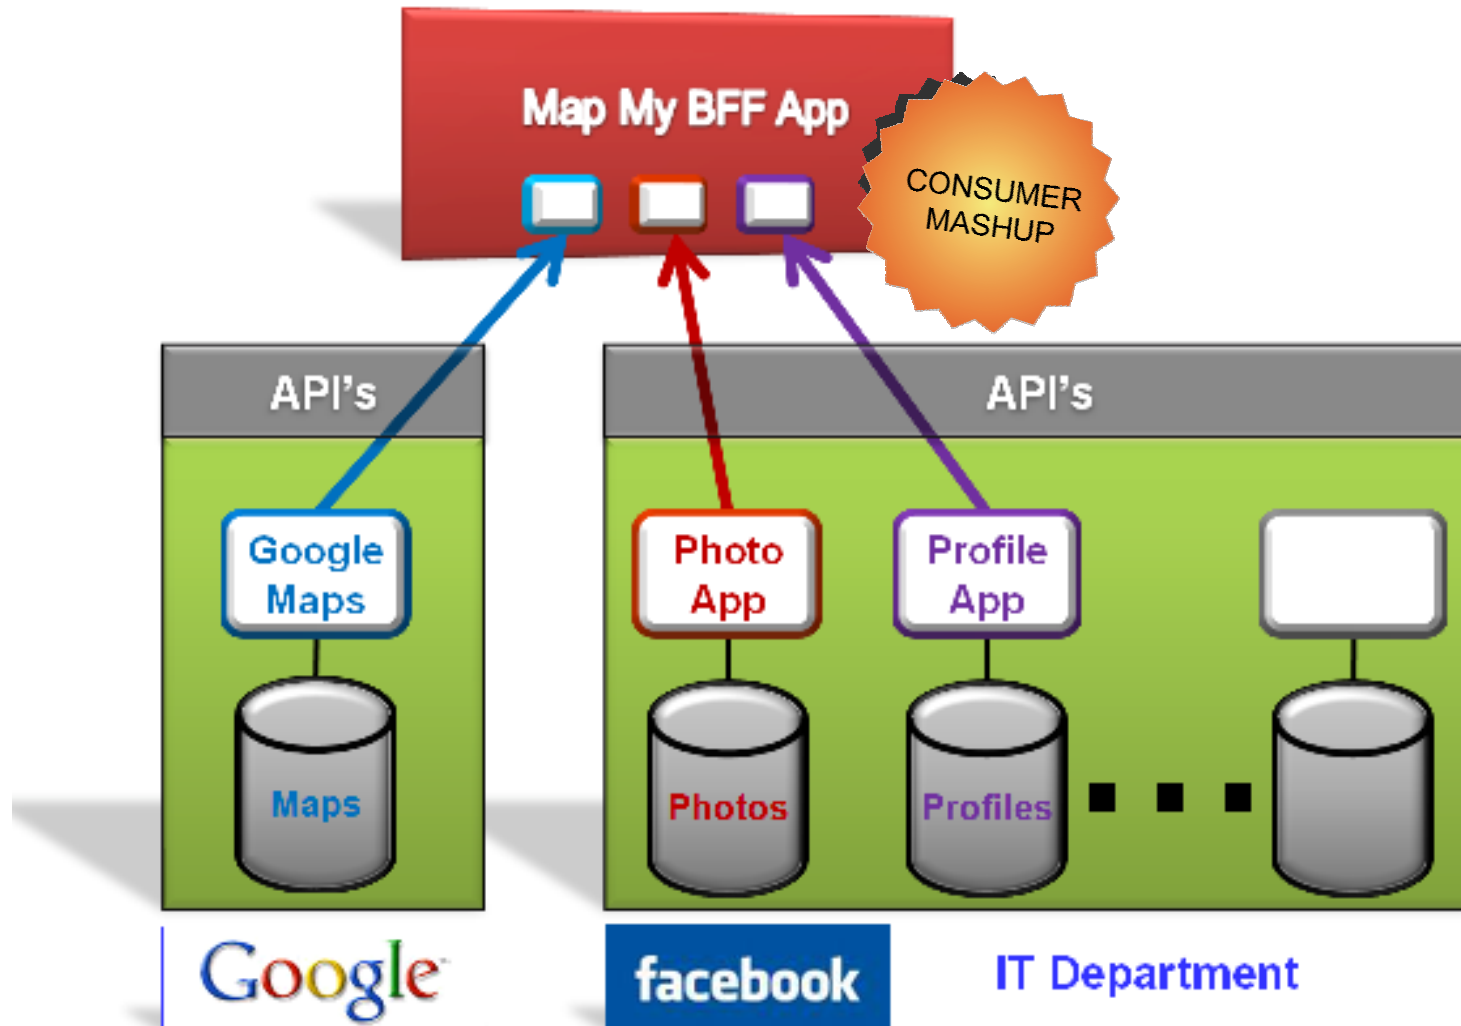 Map My BFF App
CONSUMER
MASHUP
API's
API's
Google
Maps
Photo
App
Profile
App
Maps
Photos
Profiles
Google
facebook
IT Department